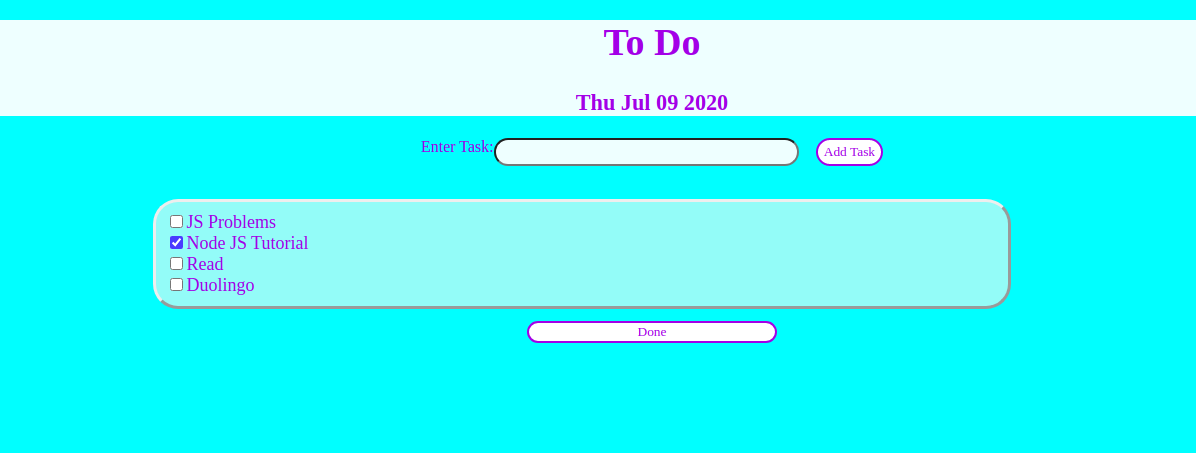 To Do
Thu Jul 09 2020
Enter Task: Add Task
JS Problems
Node JS Tutorial
Read
Duolingo
Done